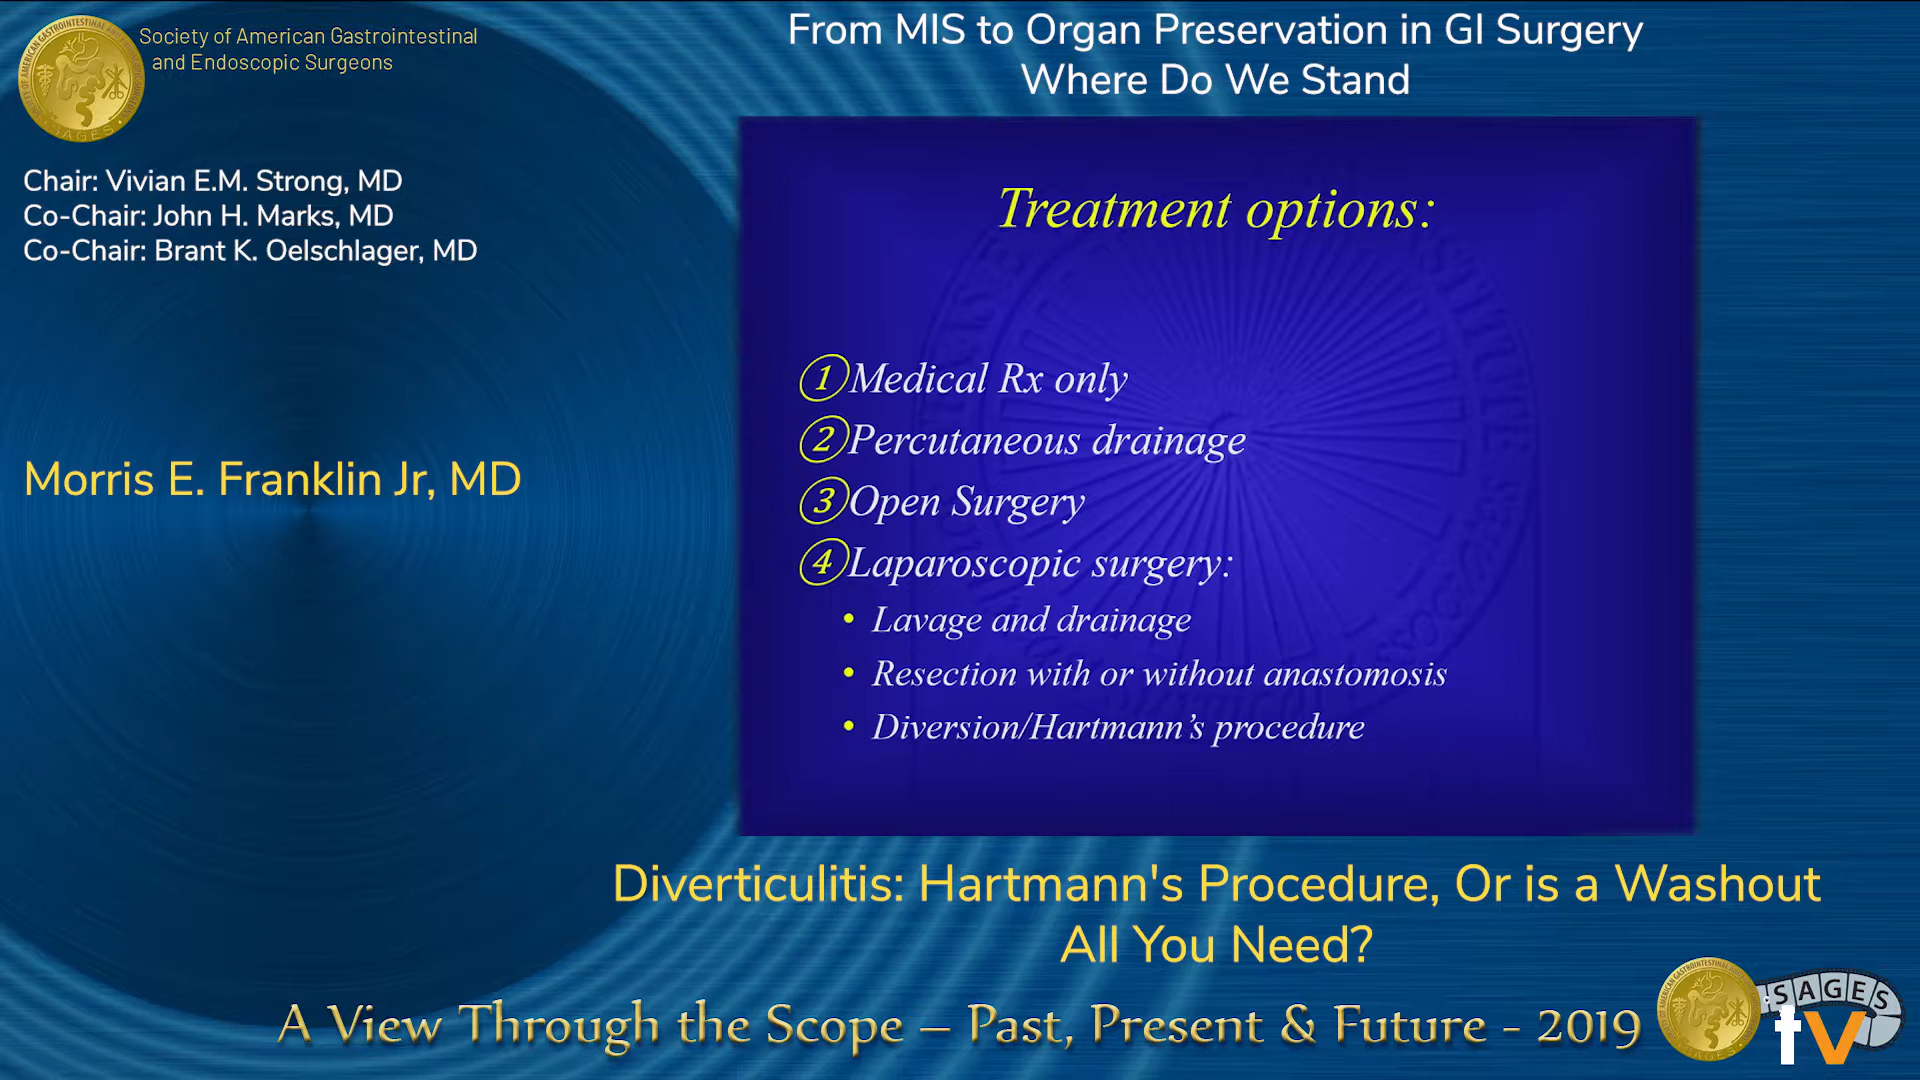 Society of American Gastrointestinal
and Endoscopic Surgeons
From MIS to Organ Preservation in GI Surgery
Where Do We Stand
Chair: Vivian E.M. Strong, MD
Co-Chair: John H. Marks, MD
Co-Chair: Brant K. Oelschlager, MD
Morris E. Franklin Jr, MD
Treatment options:
① Medical Rx only
② Percutaneous drainage
③ Open Surgery
④ Laparoscopic surgery:
• Lavage and drainage
• Resection with or without anastomosis
• Diversion/Hartmann’s procedure
Diverticulitis: Hartmann's Procedure, Or is a Washout
All You Need?
A View Through the Scope – Past, Present & Future - 2019
SAGES
tv